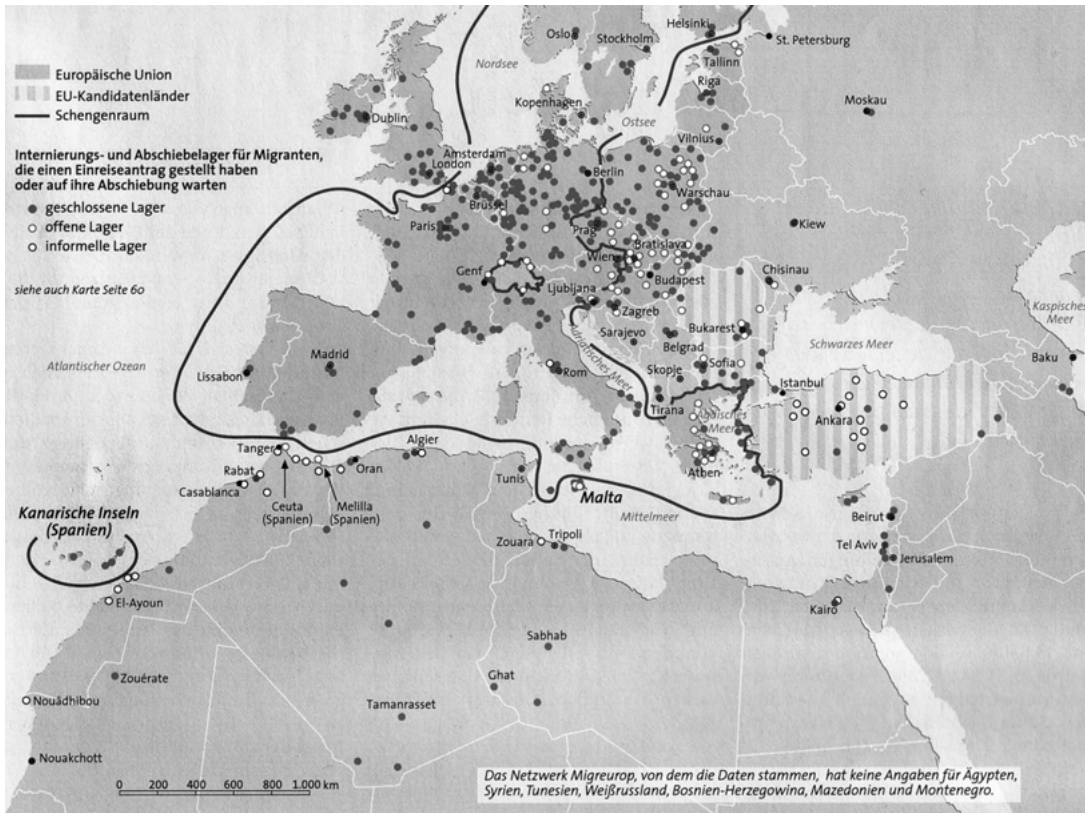 Europäische Union
EU-Kandidatenländer
Schengenraum
Internierungs- und Abschiebelager für Migranten,
die einen Einreiseantrag gestellt haben
oder auf ihre Abschiebung warten
geschlossene Lager
offene Lager
informelle Lager
siehe auch Karte Seite 60
Helsinki
Oslo
Stockholm
St. Petersburg
Nordsee
Tallinn
Riga
Kopenhagen
Moskau
Dublin
Ostsee
Vilnius
Amsterdam
London
Berlin
Brüssel
Warschau
Paris
Prag
Kiew
Bratislava
Wien
Genf
Budapest
Chisinau
Ljubljana
Zagreb
Kaspisches
Meer
Sarajevo
Bukarest
Belgrad
Adriatisches Meer
Schwarzes Meer
Madrid
Atlantischer Ozean
Lissabon
Rom
Skopje
Sofia
Baku
Istanbul
Tirana
Ägäisches
Meer
Ankara
Tanger
Algier
Rabat
Oran
Tunis
Athen
Casablanca
Ceuta
(Spanien)
Melilla
(Spanien)
Malta
Mittelmeer
Kanarische Inseln
(Spanien)
Beirut
Zouara
Tripoli
Tel Aviv
Jerusalem
El-Ayoun
Kairo
Sabhab
Zouérate
Ghat
Nouâdhibou
Tamanrasset
Nouakchott
0 200 600 1.000 km
Das Netzwerk Migreurop, von dem die Daten stammen, hat keine Angaben für Ägypten,
Syrien, Tunesien, Weißrussland, Bosnien-Herzegowina, Mazedonien und Montenegro.